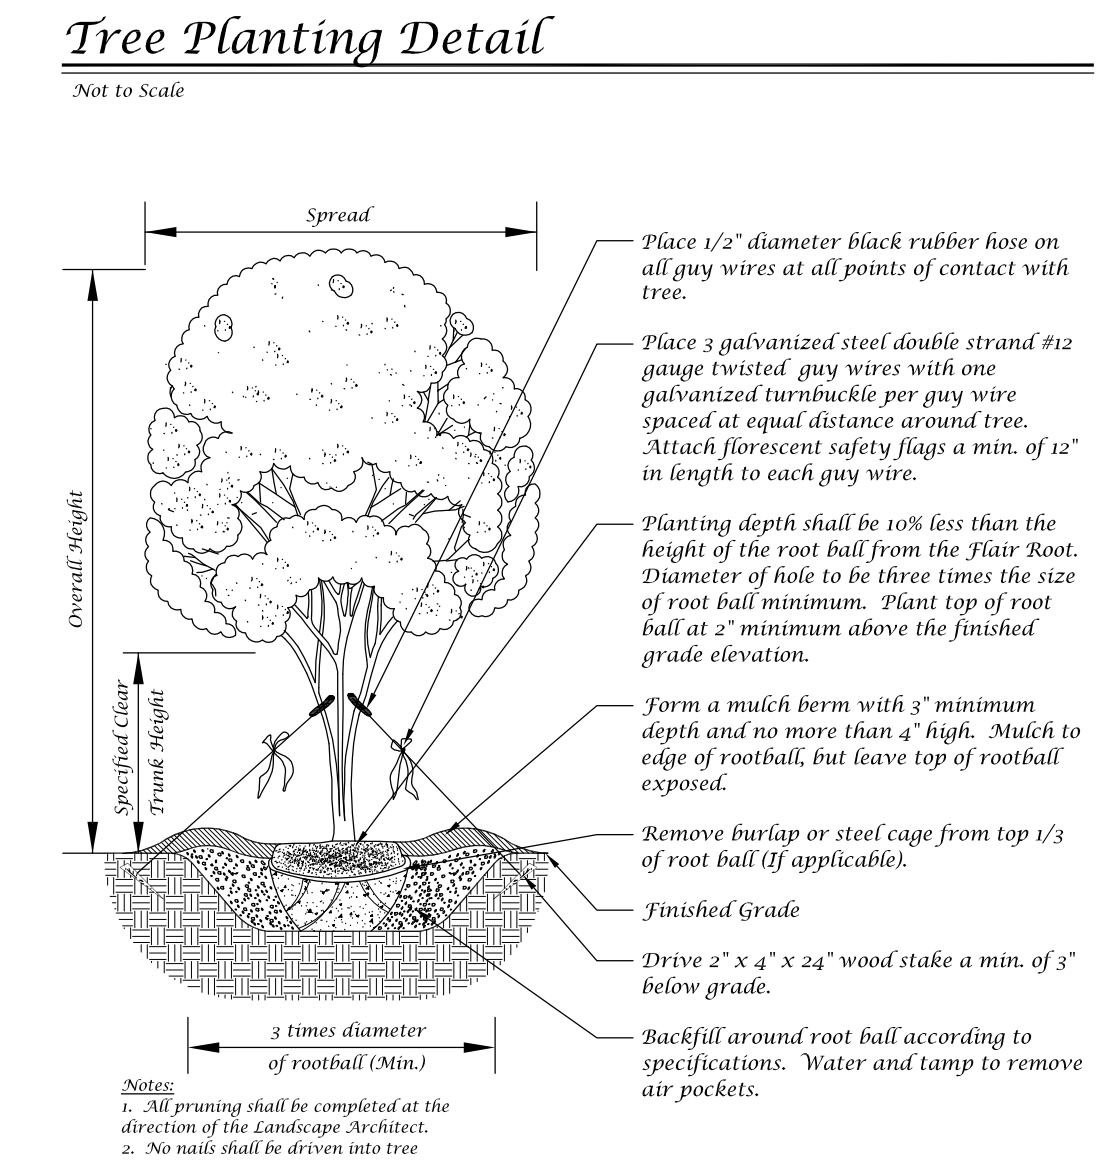 Tree Planting Detail
Not to Scale
Spread
Overall Height
Specified Clear
Trunk Height
Place 1/2" diameter black rubber hose on
all guy wires at all points of contact with
tree.
Place 3 galvanized steel double strand #12
gauge twisted  guy wires with one
galvanized turnbuckle per guy wire
spaced at equal distance around tree.
Attach florescent safety flags a min. of 12"
in length to each guy wire.
Planting depth shall be 10% less than the
height of the root ball from the Flair Root.
Diameter of hole to be three times the size
of root ball minimum.  Plant top of root
ball at 2" minimum above the finished
grade elevation.
Form a mulch berm with 3" minimum
depth and no more than 4" high.  Mulch to
edge of rootball, but leave top of rootball
exposed.
Remove burlap or steel cage from top 1/3
of root ball (If applicable).
Finished Grade
Drive 2" x 4" x 24" wood stake a min. of 3"
below grade.
Backfill around root ball according to
specifications.  Water and tamp to remove
air pockets.
3 times diameter
of rootball (Min.)
Notes:
1.  All pruning shall be completed at the
direction of the Landscape Architect.
2.  No nails shall be driven into tree